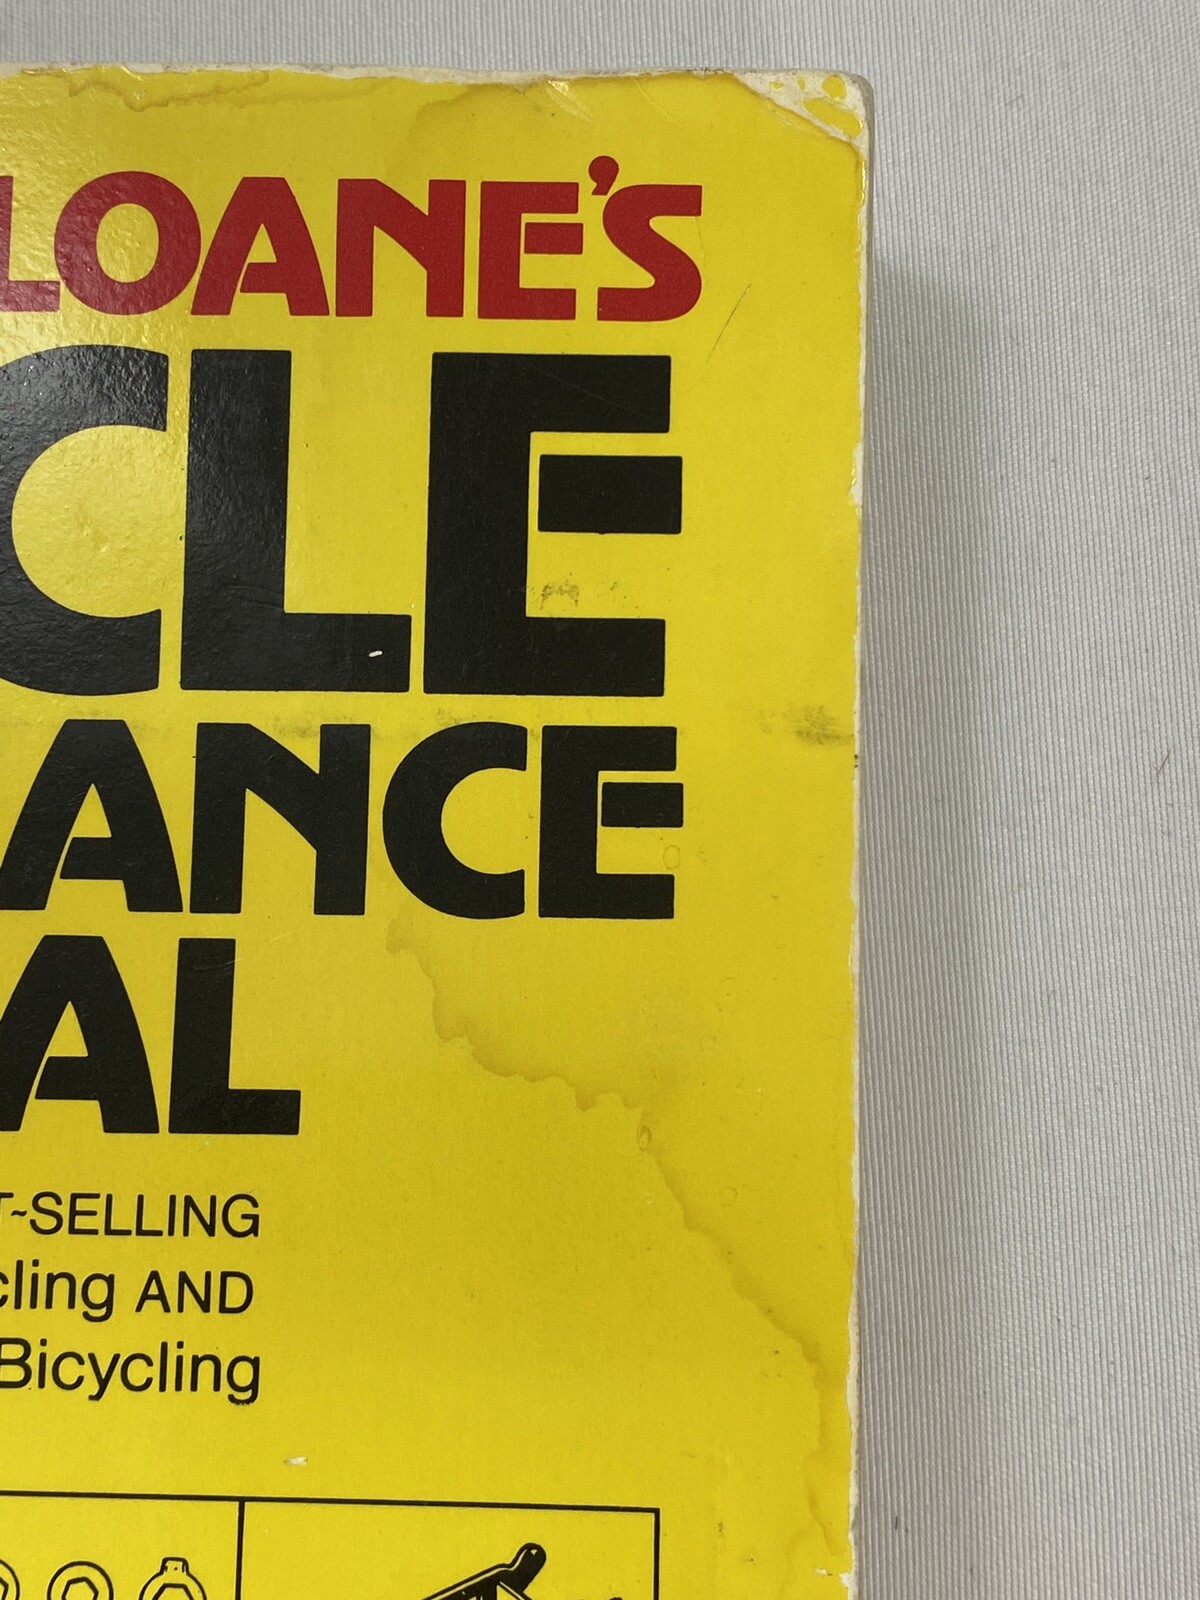 LOANE'S
CLE
ANCE
AL
T-SELLING
cling AND
Bicycling